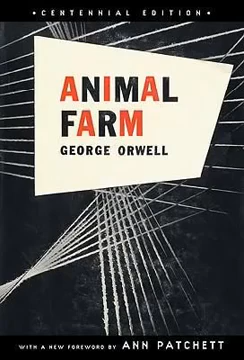 • CENTENNIAL EDITION •
ANIMAL
FARM
GEORGE ORWELL
WITH A NEW FOREWORD BY ANN PATCHETT